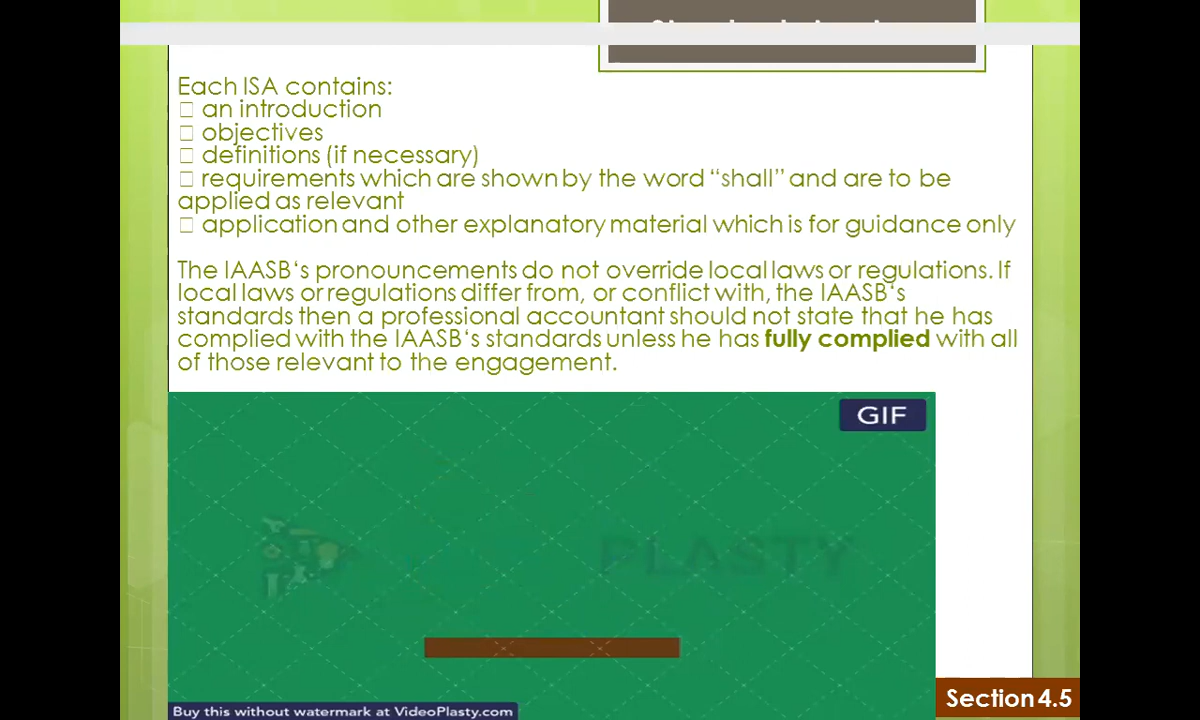 Each ISA contains:
□ an introduction
□ objectives
□ definitions (if necessary)
□ requirements which are shown by the word “shall” and are to be
applied as relevant
□ application and other explanatory material which is for guidance only
The IAASB‘s pronouncements do not override local laws or regulations. If
local laws or regulations differ from, or conflict with, the IAASB‘s
standards then a professional accountant should not state that he has
complied with the IAASB‘s standards unless he has fully complied with all
of those relevant to the engagement.
GIF
PLASTY
Section 4.5
Buy this without watermark at VideoPlasty.com